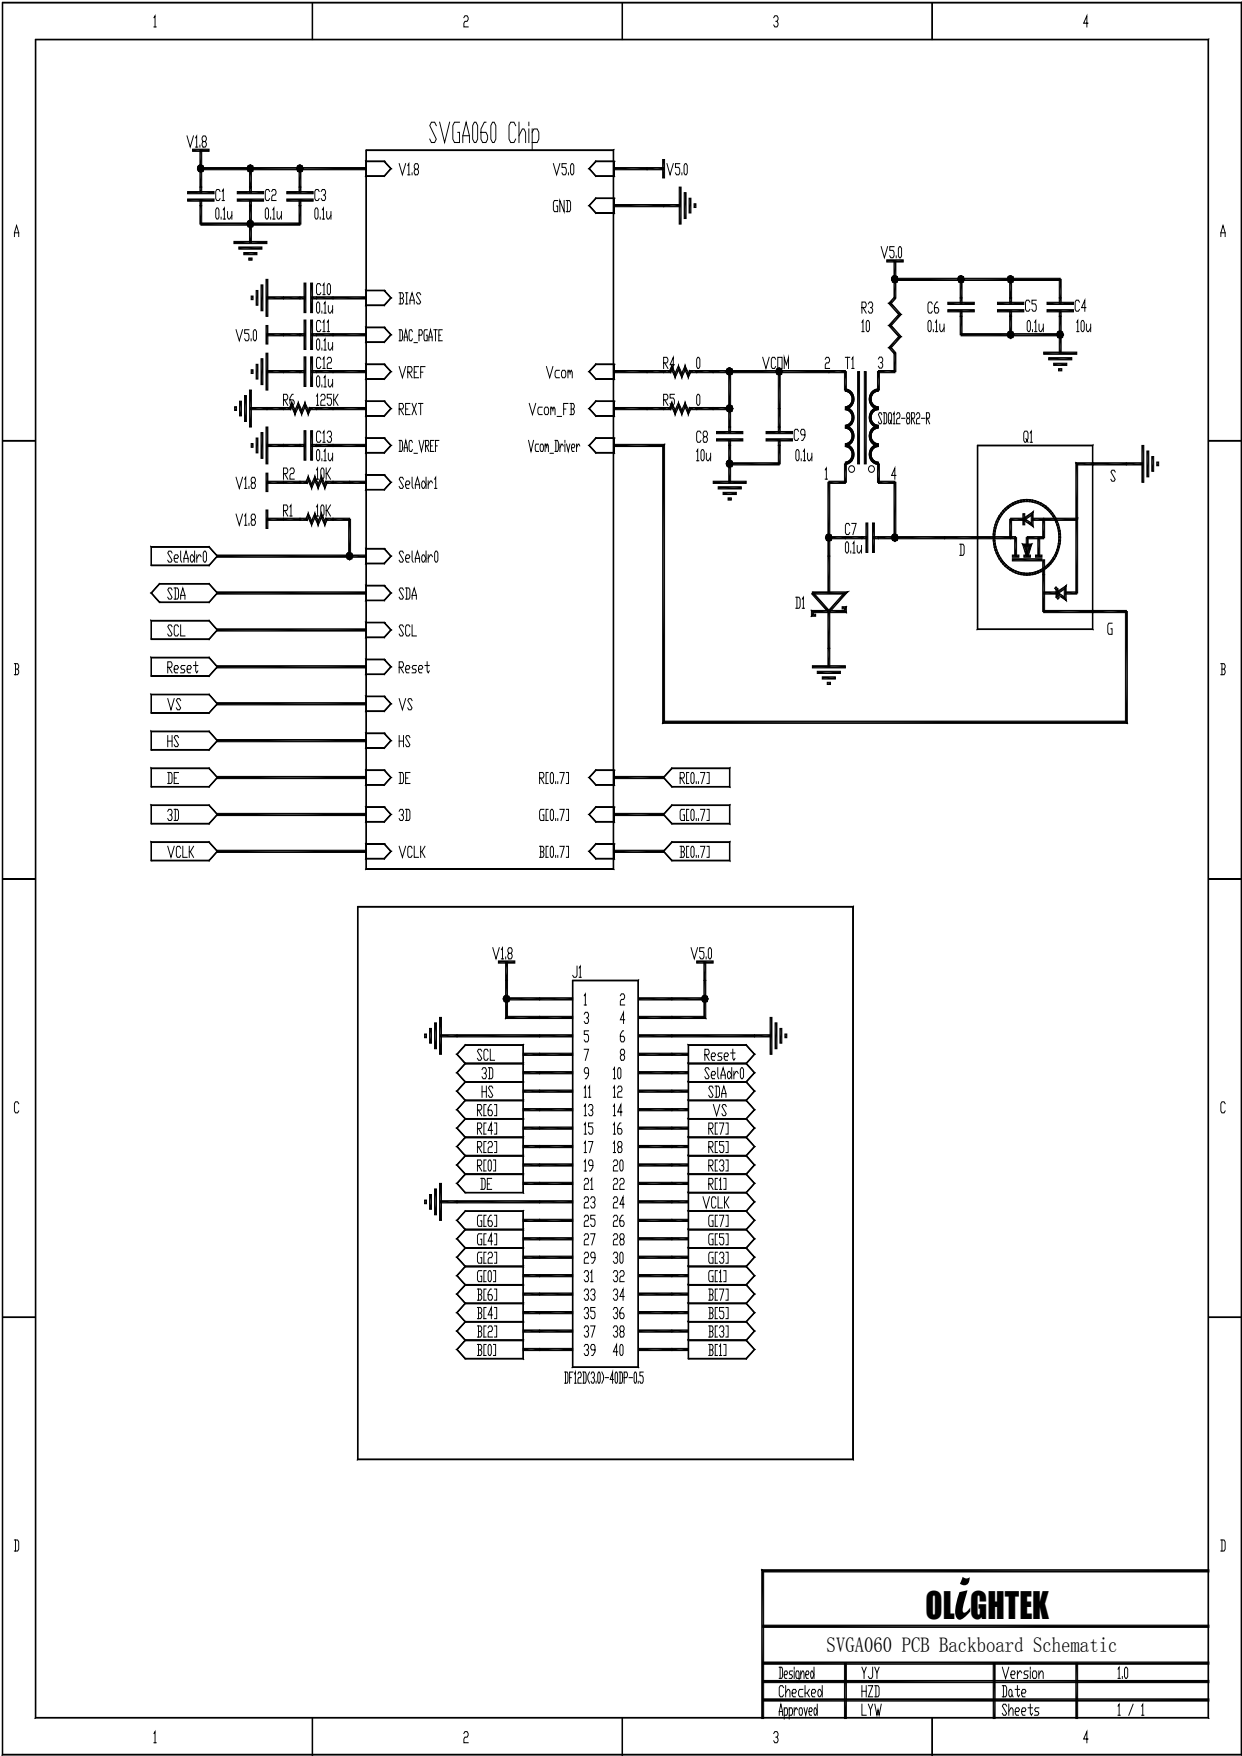 1 2 3 4
SVGA060 Chip
V1.8
V1.8 V5.0 V5.0
C1 C2 C3
0.1u 0.1u 0.1u
GND
A A
V5.0
C10
0.1u
BIAS
R3
10
C6 C5 C4
0.1u 0.1u 10u
V5.0 C11
0.1u
DAC_PGATE
C12
0.1u
VREF
Vcom R4 0 VCOM 2 T1 3
R6 125K REXT
Vcom_FB R5 0
SDQ12-8R2-R
C13
0.1u
DAC_VREF
Vcom_Driver
C8
10u
C9
0.1u
Q1
V1.8 R2 10K SelAdr1
1 4
S
V1.8 R1 10K
C7
0.1u
D
SelAdr0 SelAdr0
SDA SDA
D1
SCL SCL
G
B B
Reset Reset
VS VS
HS HS
DE DE R[0..7] R[0..7]
3D 3D G[0..7] G[0..7]
VCLK VCLK B[0..7] B[0..7]
V1.8 V5.0
J1
1 2
3 4
5 6
SCL 7 8 Reset
3D 9 10 SelAdr0
HS 11 12 SDA
C C
R[6] 13 14 VS
R[4] 15 16 R[7]
R[2] 17 18 R[5]
R[0] 19 20 R[3]
DE 21 22 R[1]
23 24 VCLK
G[6] 25 26 G[7]
G[4] 27 28 G[5]
G[2] 29 30 G[3]
G[0] 31 32 G[1]
B[6] 33 34 B[7]
B[4] 35 36 B[5]
B[2] 37 38 B[3]
B[0] 39 40 B[1]
DF12D(3.0)-40DP-0.5
D D
OLiGHTEK
SVGA060 PCB Backboard Schematic
Designed YJY Version 1.0
Checked HZD Date
Approved LYW Sheets 1 / 1
1 2 3 4